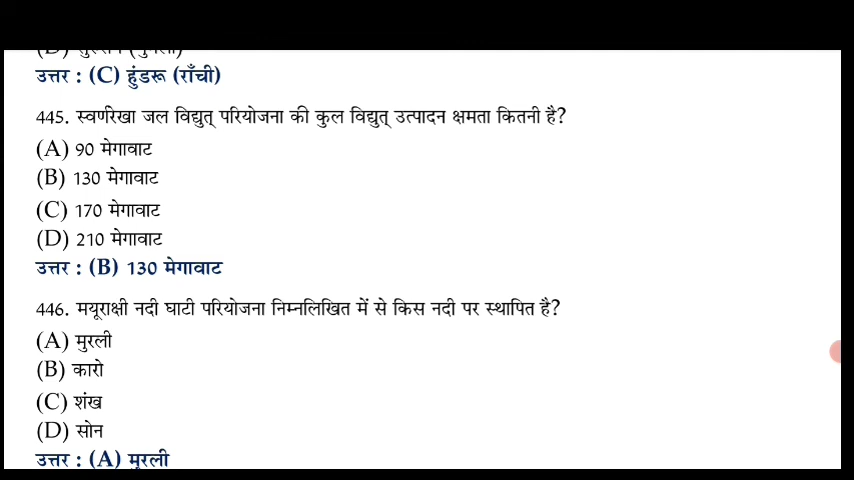 उत्तर : (C) हुंडरू (राँची)
445. स्वर्णरेखा जल विद्युत् परियोजना की कुल विद्युत् उत्पादन क्षमता कितनी है?
(A) 90 मेगावाट
(B) 130 मेगावाट
(C) 170 मेगावाट
(D) 210 मेगावाट
उत्तर : (B) 130 मेगावाट
446. मयूराक्षी नदी घाटी परियोजना निम्नलिखित में से किस नदी पर स्थापित है?
(A) मुरली
(B) कारो
(C) शंख
(D) सोन
उत्तर : (A) मुरली